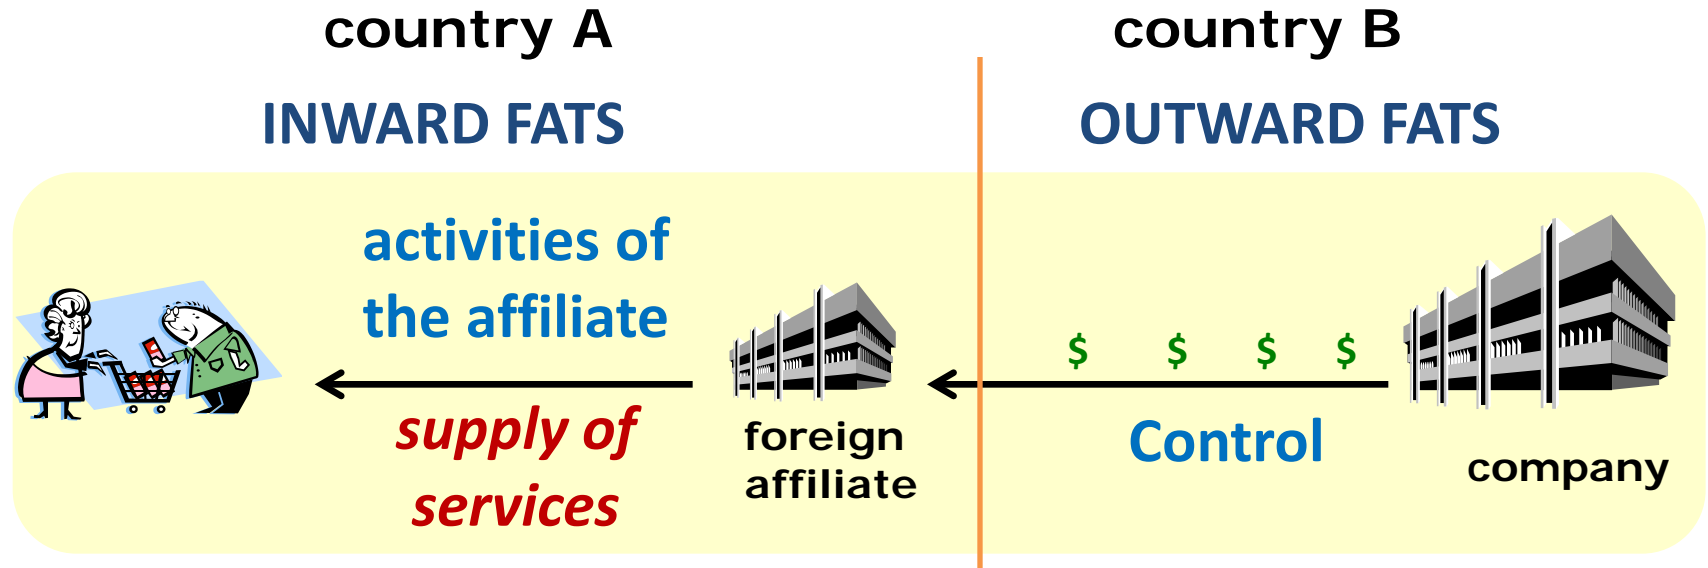 country A
country B
INWARD FATS
OUTWARD FATS
activities of
the affiliate
supply of
services
foreign
affiliate
$ $ $ $
Control
company